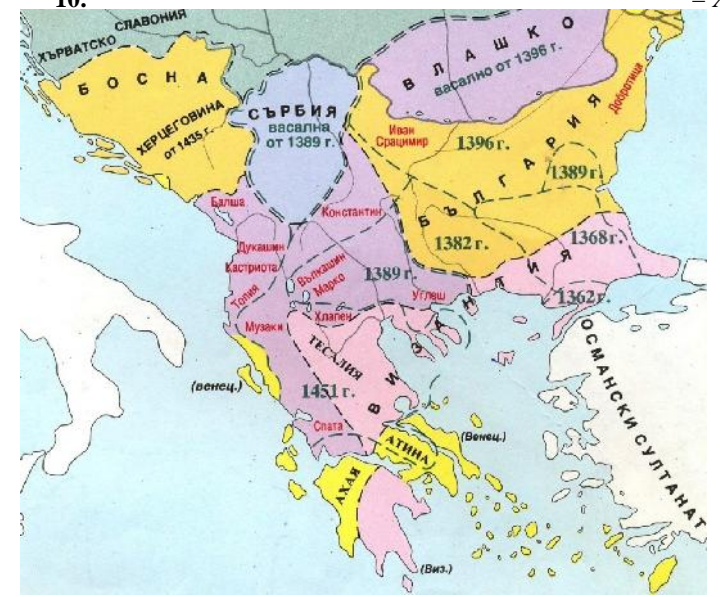 10.
СЛАВОНИЯ
ХЪРВАТСКО
БОСНА
ХЕРЦЕГОВИНА
от 1435 г.
СЪРБИЯ
васална
от 1389 г.
ВЛАШКО
васално от 1396 г.
Добротица
Иван
Срацимир
1396 г.
БЪЛГАРИЯ
1389 г.
Балша
Константин
1382 г.
1368 г.
Дукашин
Кастриота
Вълкашин
Марко
1389 г.
Углеш
1362 г.
Топия
Музаки
Хлапен
ВИЗАНТИЯ
ТЕСАЛИЯ
ОСМАНСКИ СУЛТАНАТ
(венец.)
1451 г.
Спата
(Венец.)
АТИНА
АХАЯ
(Виз.)